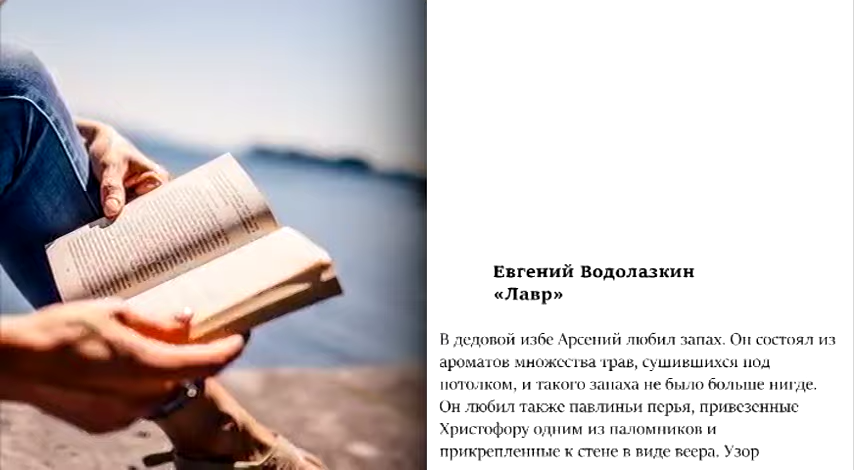 Евгений Водолазкин
«Лавр»
В дедовой избе Арсений любил запах. Он состоял из
ароматов множества трав, сушившихся под
потолком, и такого запаха не было больше нигде.
Он любил также павлиньи перья, привезенные
Христофору одним из паломников и
прикрепленные к стене в виде веера. Узор